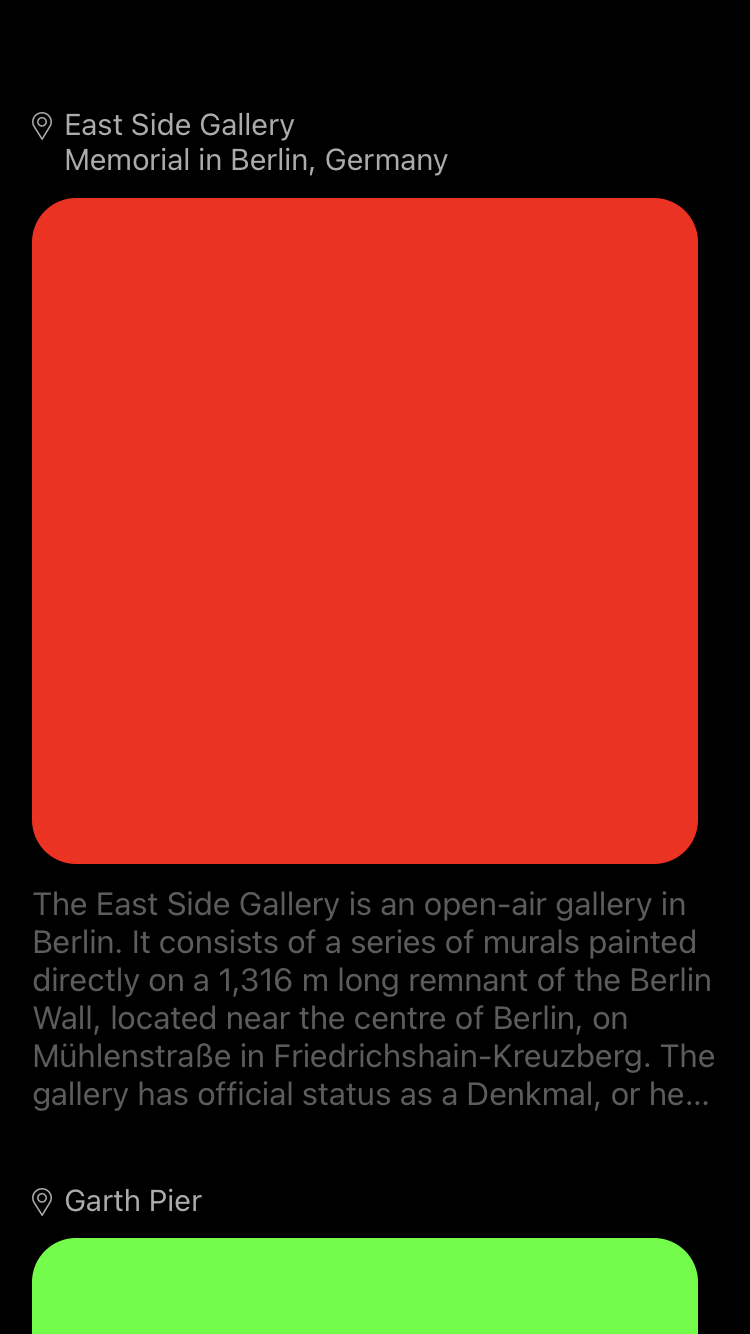 East Side Gallery
Memorial in Berlin, Germany
The East Side Gallery is an open-air gallery in
Berlin. It consists of a series of murals painted
directly on a 1,316 m long remnant of the Berlin
Wall, located near the centre of Berlin, on
Mühlenstraße in Friedrichshain-Kreuzberg. The
gallery has official status as a Denkmal, or he…
Garth Pier